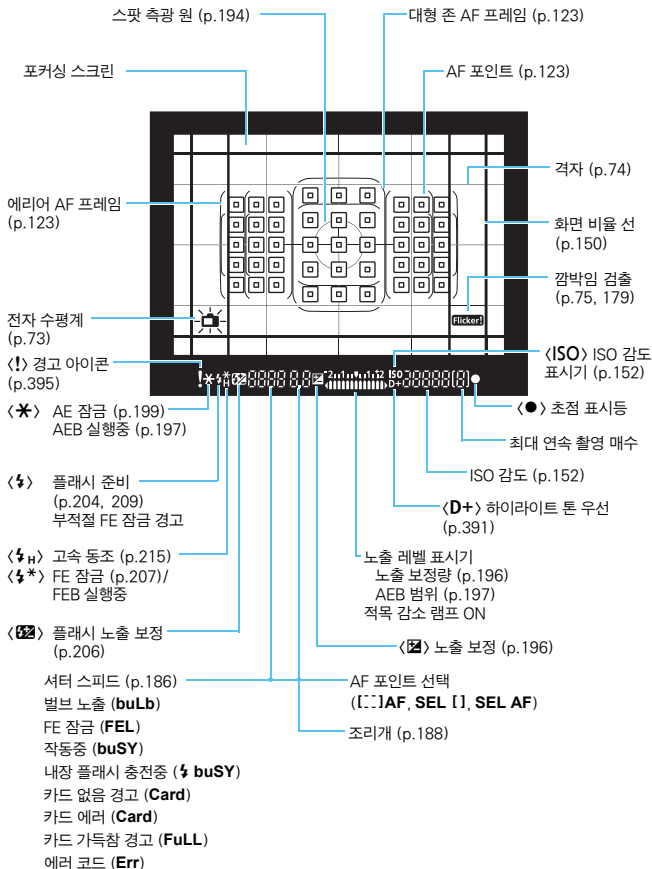 스팟 측광 원 (p.194)
대형 존 AF 프레임 (p.123)
포커싱 스크린
AF 포인트 (p.123)
격자 (p.74)
에리어 AF 프레임
(p.123)
화면 비율 선
(p.150)
깜박임 검출
(p.75, 179)
Flicker!
전자 수평계
(p.73)
〈!〉 경고 아이콘
(p.395)
〈ISO〉 ISO 감도
표시기 (p.152)
-2..1..▼..1.:2
ISO
D+
〈✱〉 AE 잠금 (p.199)
AEB 실행중 (p.197)
〈●〉 초점 표시등
최대 연속 촬영 매수
〈⚡〉 플래시 준비
(p.204, 209)
부적절 FE 잠금 경고
ISO 감도 (p.152)
〈D+〉 하이라이트 톤 우선
(p.391)
〈⚡H〉 고속 동조 (p.215)
〈⚡✱〉 FE 잠금 (p.207)/
FEB 실행중
노출 레벨 표시기
노출 보정량 (p.196)
AEB 범위 (p.197)
적목 감소 램프 ON
플래시 노출 보정
(p.206)
노출 보정 (p.196)
셔터 스피드 (p.186)
벌브 노출 (buLb)
FE 잠금 (FEL)
작동중 (buSY)
내장 플래시 충전중 (⚡ buSY)
카드 없음 경고 (Card)
카드 에러 (Card)
카드 가득참 경고 (FuLL)
에러 코드 (Err)
AF 포인트 선택
([   ]AF, SEL [], SEL AF)
조리개 (p.188)